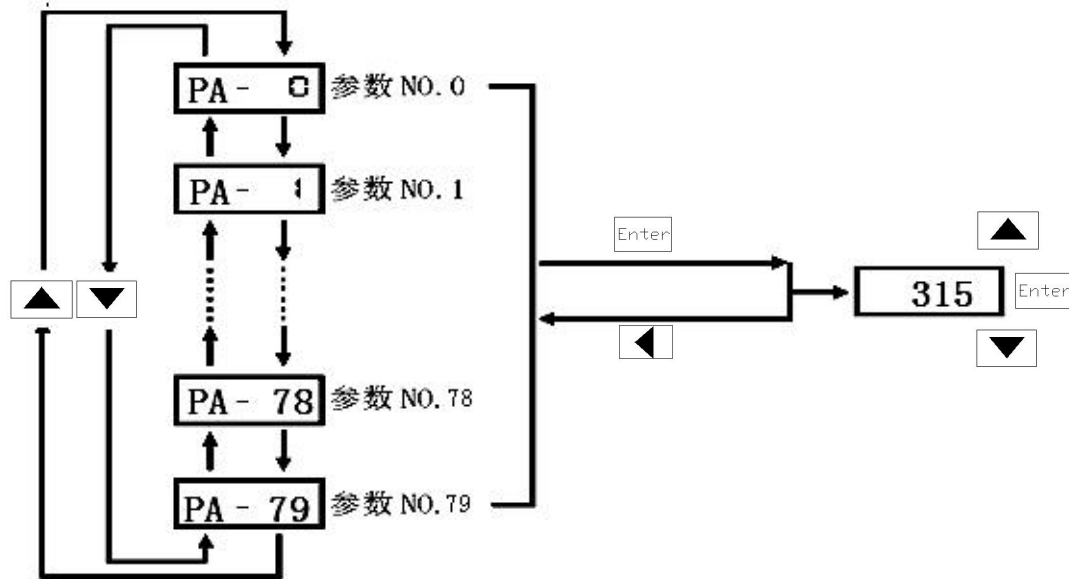 PA- 0 参数 NO. 0
PA- 1 参数 NO. 1
Enter
315
Enter
PA- 78 参数 NO. 78
PA- 79 参数 NO. 79